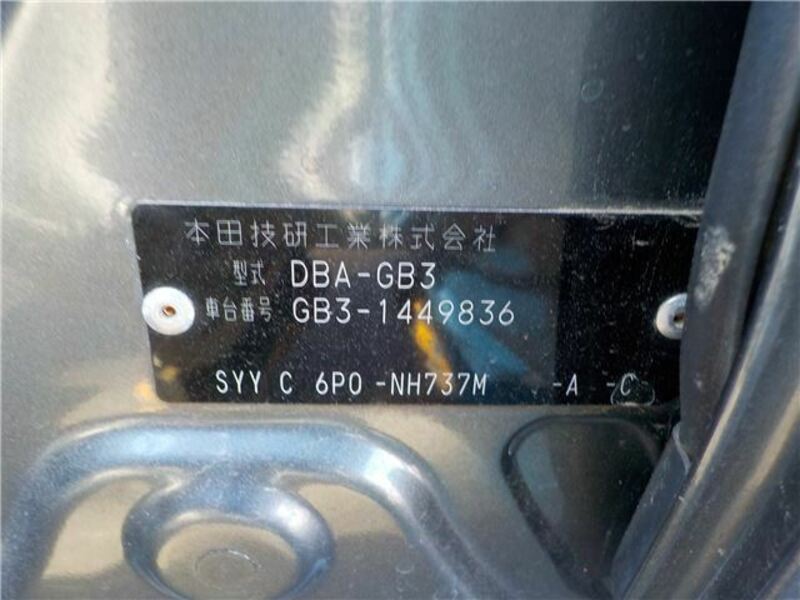 本田技研工業株式会社
型式 DBA-GB3
車台番号 GB3-1449836
SYY C 6P0 -NH737M -A -C